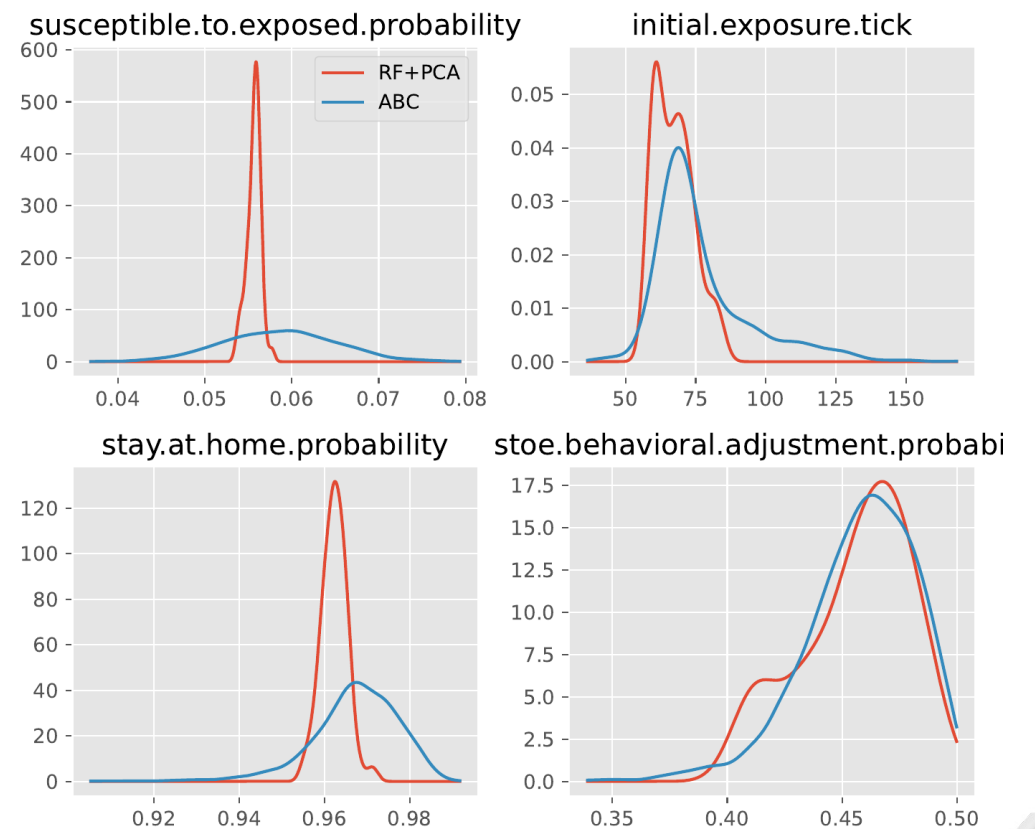 susceptible.to.exposed.probability
600
500
400
300
200
100
0
0.04 0.05 0.06 0.07 0.08
RF+PCA
ABC
initial.exposure.tick
0.05
0.04
0.03
0.02
0.01
0.00
50 75 100 125 150
stay.at.home.probability
120
100
80
60
40
20
0
0.92 0.94 0.96 0.98
stoe.behavioral.adjustment.probabi
17.5
15.0
12.5
10.0
7.5
5.0
2.5
0.0
0.35 0.40 0.45 0.50